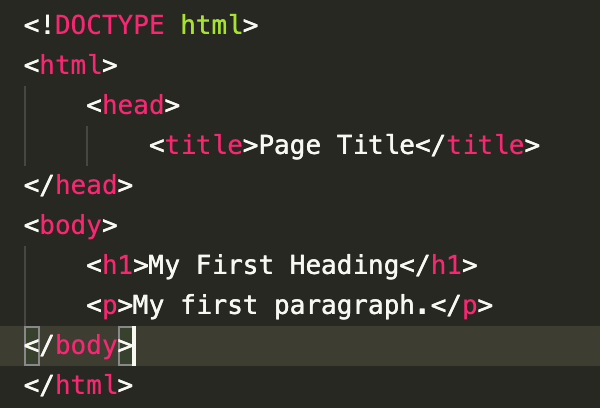 <!DOCTYPE html>
<html>
    <head>
        <title>Page Title</title>
</head>
<body>
    <h1>My First Heading</h1>
    <p>My first paragraph.</p>
</body>
</html>